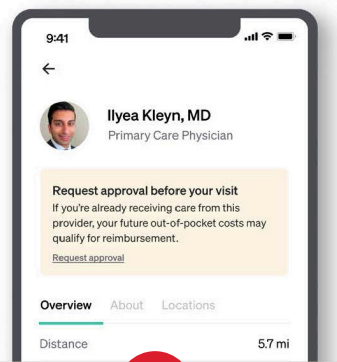 9:41
Ilyea Kleyn, MD
Primary Care Physician
Request approval before your visit
If you're already receiving care from this
provider, your future out-of-pocket costs may
qualify for reimbursement.
Request approval
Overview About Locations
Distance 5.7 mi